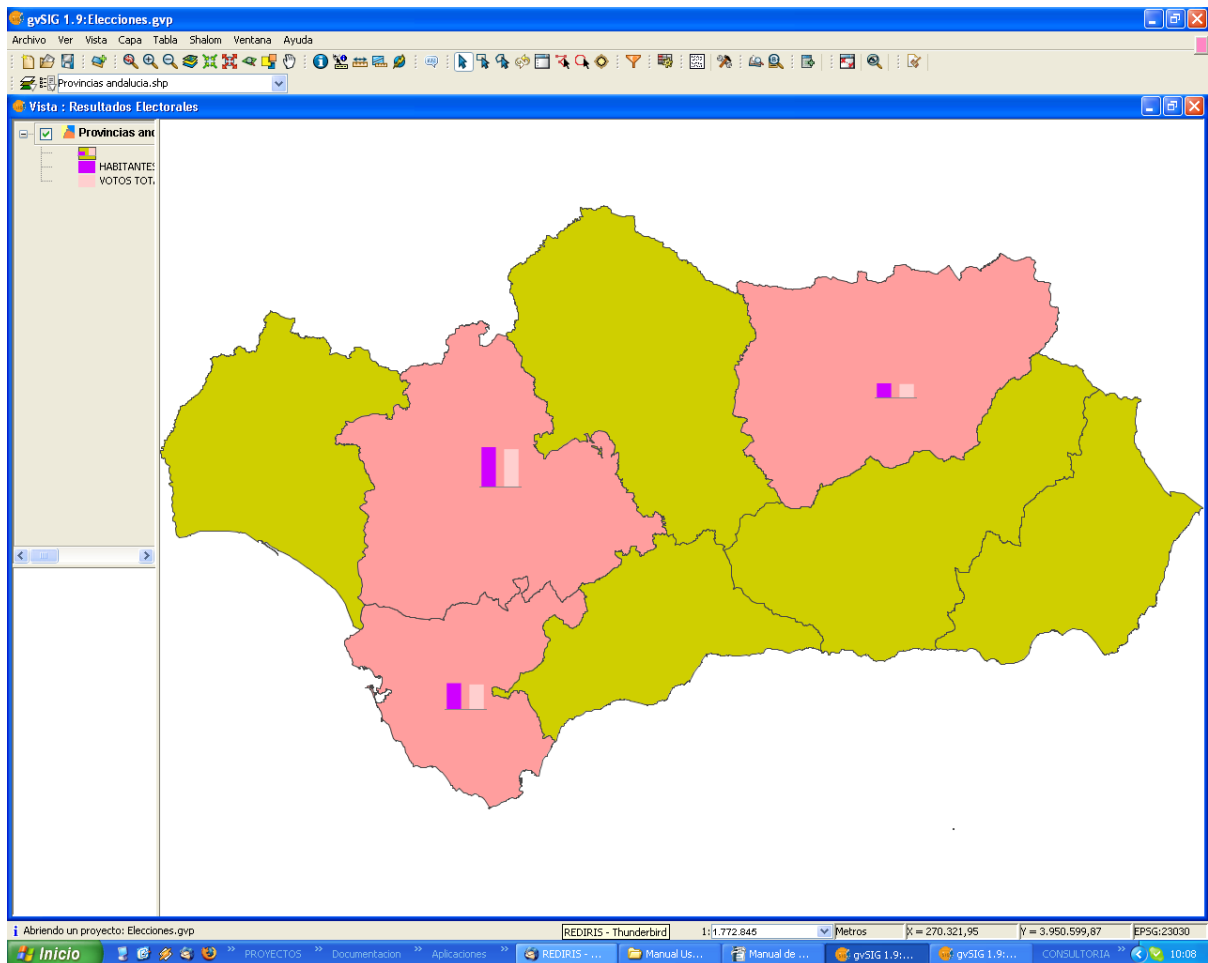 gvSIG 1.9:Elecciones.gvp
Archivo Ver Vista Capa Tabla Shalom Ventana Ayuda
Provincias andalucia.shp
Vista : Resultados Electorales
Provincias an
HABITANTES
VOTOS TOT
Abriendo un proyecto: Elecciones.gvp
REDIRIS - Thunderbird
1: 1.772.845
Metros
X = 270.321,95
Y = 3.950.599,87
EPSG:23030
Inicio
PROYECTOS
Documentacion
Aplicaciones
REDIRIS - ...
Manual Us...
Manual de ...
gvSIG 1.9:...
gvSIG 1.9:...
CONSULTORIA
10:08